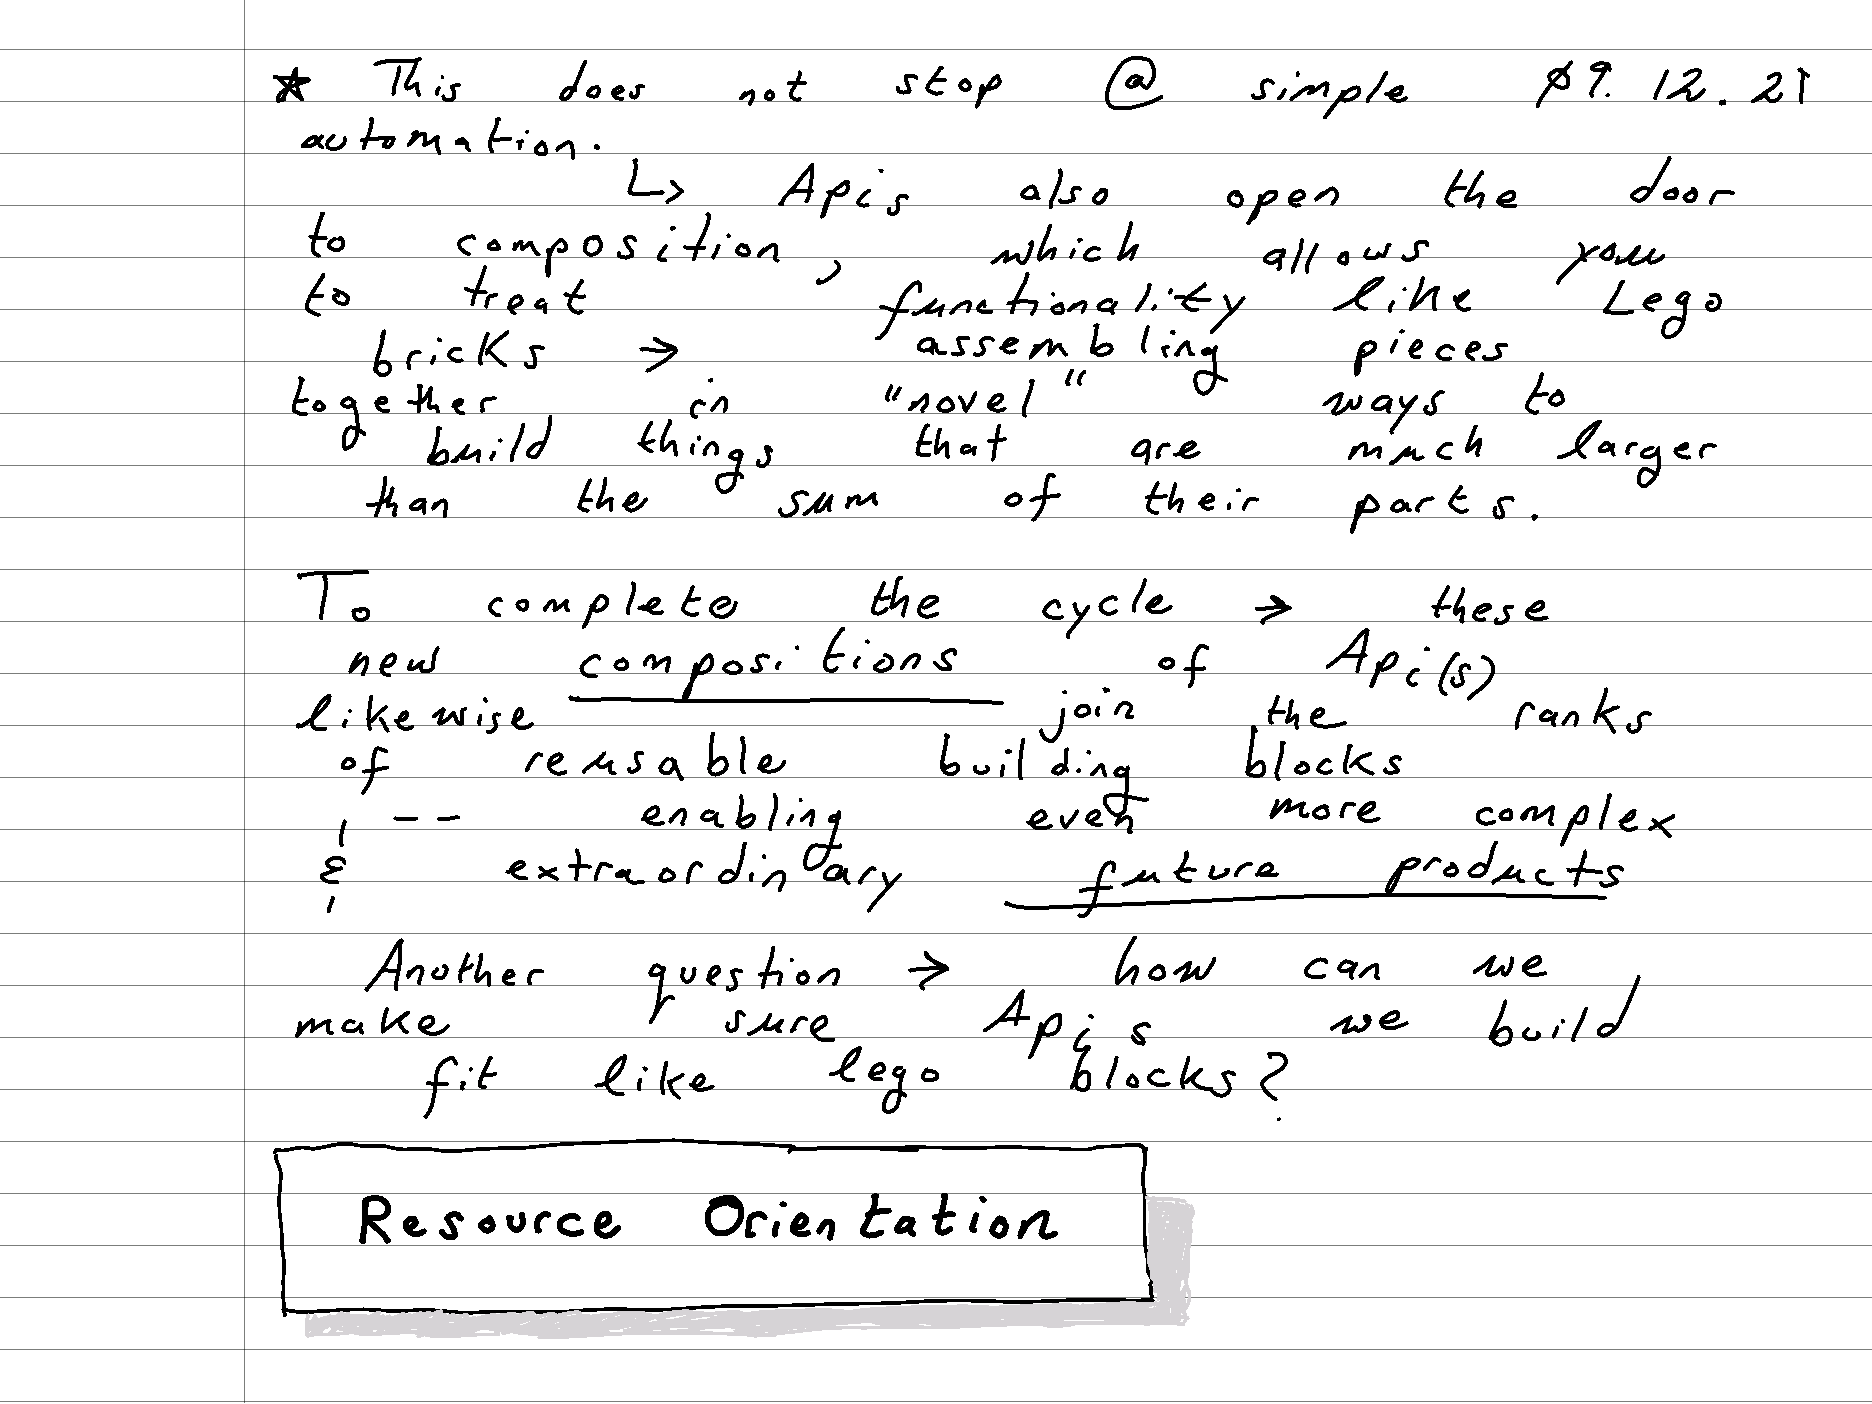 ★ This does not stop @ simple 09. 12. 21
automation.
↳ Apis also open the door
to composition, which allows you
to treat functionality like Lego
bricks → assembling pieces
together in "novel" ways to
build things that are much larger
than the sum of their parts.
To complete the cycle → these
new compositions of Api(s)
likewise join the ranks
of reusable building blocks
-- enabling even more complex
& extraordinary future products
Another question → how can we
make sure Apis we build
fit like lego blocks?
Resource Orientation